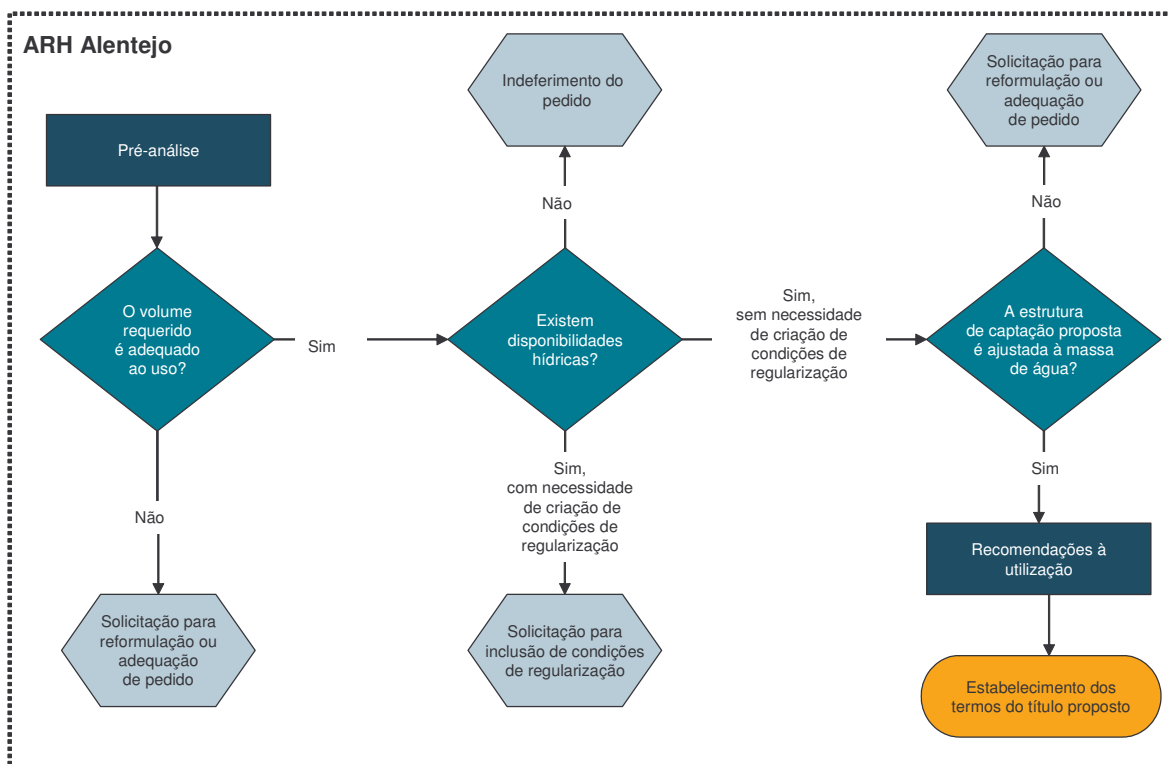 ARH Alentejo
Pré-análise
O volume
requerido
é adequado
ao uso?
Sim
Não
Solicitação para
reformulação ou
adequação
de pedido
Indeferimento do
pedido
Não
Existem
disponibilidades
hídricas?
Sim,
com necessidade
de criação de
condições de
regularização
Solicitação para
inclusão de condições
de regularização
Sim,
sem necessidade
de criação de
condições de
regularização
Solicitação para
reformulação ou
adequação
de pedido
Não
A estrutura
de captação proposta
é ajustada à massa
de água?
Sim
Recomendações à
utilização
Estabelecimento dos
termos do título proposto